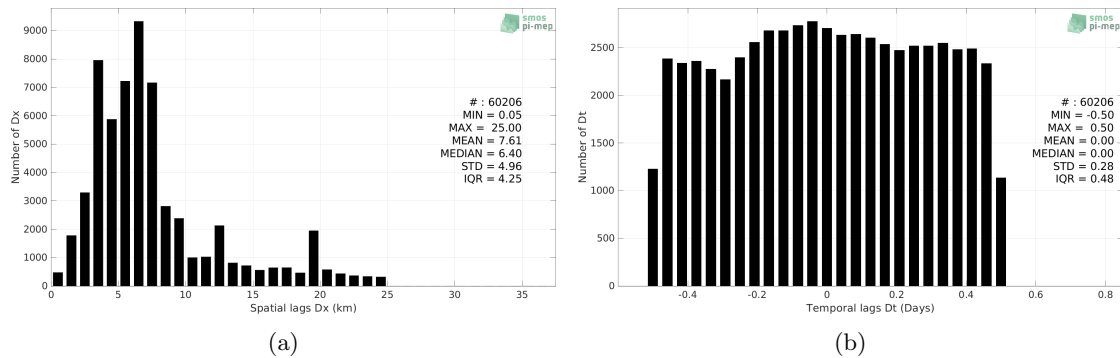 smos
pi-mep
9000
8000
7000
6000
5000
4000
3000
2000
1000
0
Number of Dx
# : 60206
MIN = 0.05
MAX = 25.00
MEAN = 7.61
MEDIAN = 6.40
STD = 4.96
IQR = 4.25
0 5 10 15 20 25 30 35
Spatial lags Dx (km)
(a)
smos
pi-mep
2500
2000
1500
1000
500
0
Number of Dt
# : 60206
MIN = -0.50
MAX = 0.50
MEAN = 0.00
MEDIAN = 0.00
STD = 0.28
IQR = 0.48
-0.4 -0.2 0 0.2 0.4 0.6 0.8
Temporal lags Dt (Days)
(b)